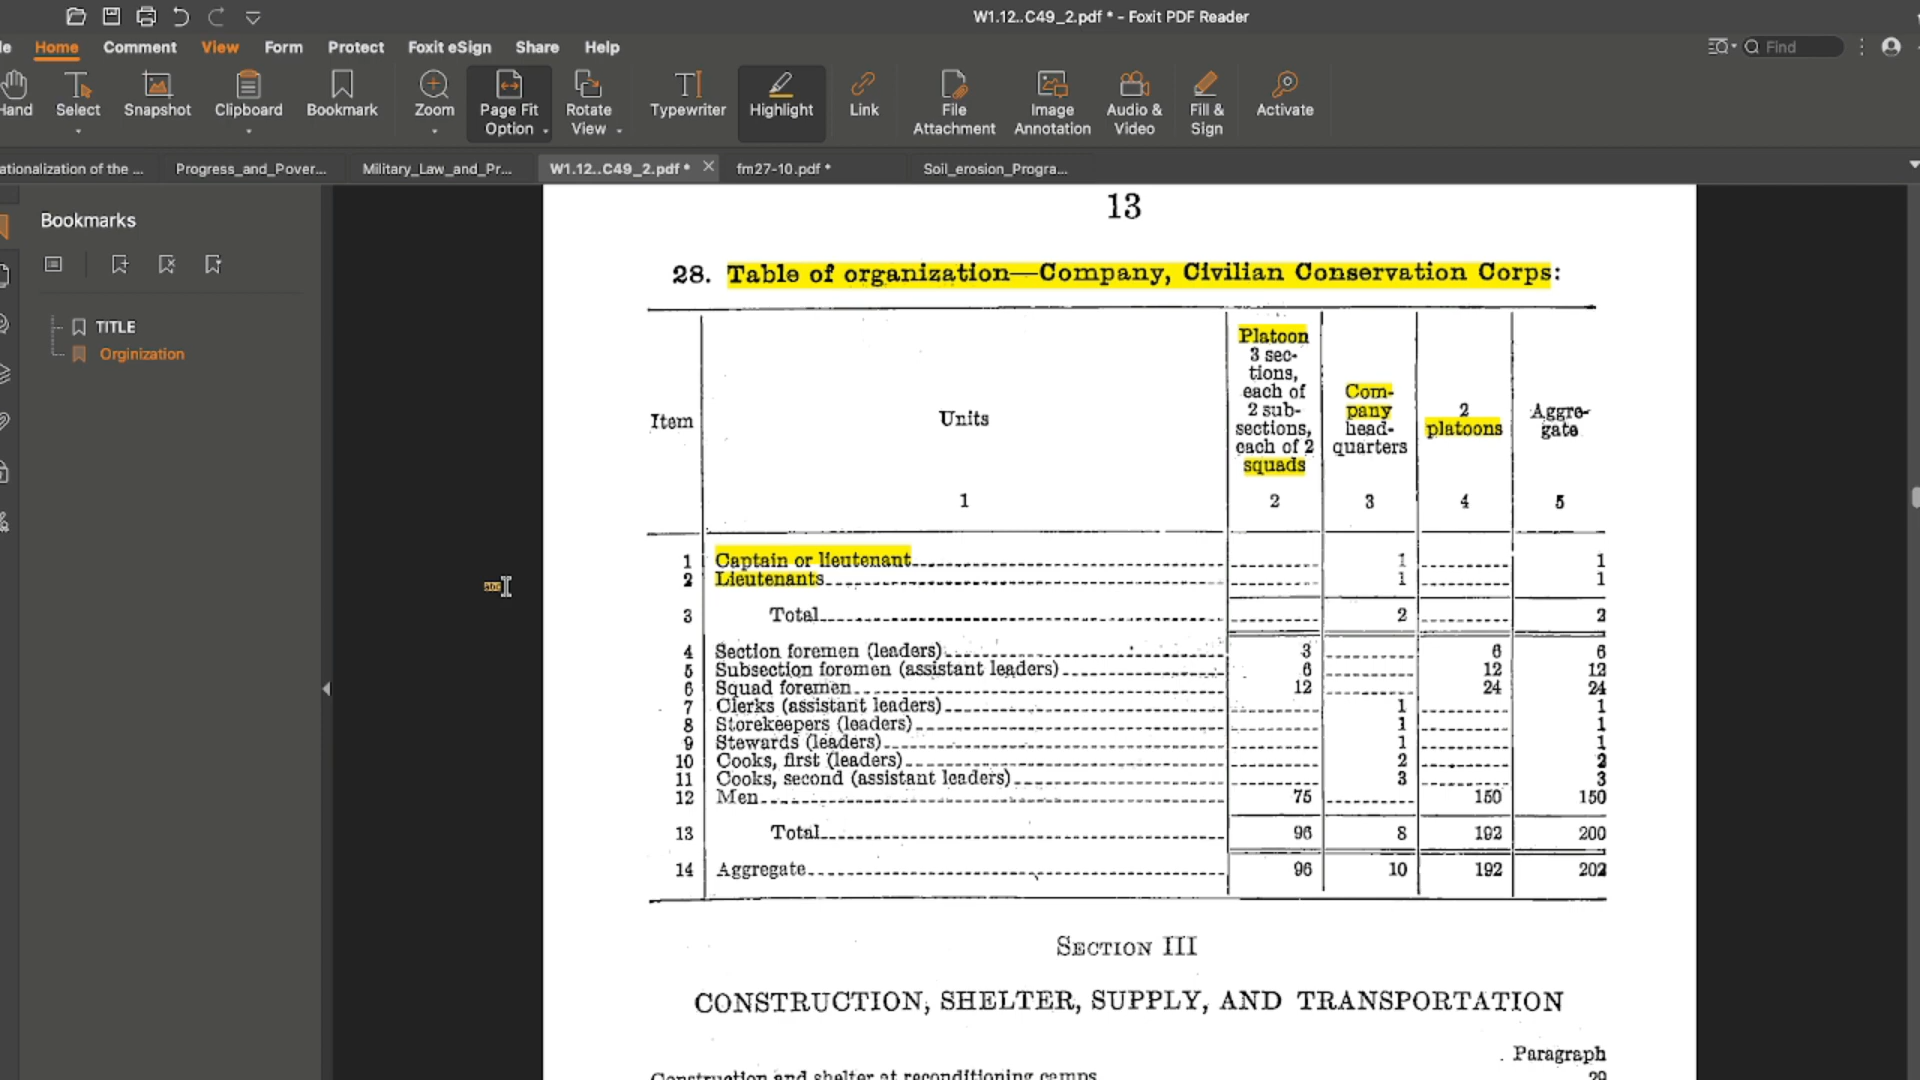 W1.12..C49_2.pdf * - Foxit PDF Reader
Home Comment View Form Protect Foxit eSign Share Help Find
Hand Select Snapshot Clipboard Bookmark Zoom Page Fit Option Rotate View Typewriter Highlight Link File Attachment Image Annotation Audio & Video Fill & Sign Activate
ationalization of the ... Progress_and_Pover... Military_Law_and_Pr... W1.12..C49_2.pdf * fm27-10.pdf * Soil_erosion_Progra...
Bookmarks
TITLE
Orginization
13
28. Table of organization—Company, Civilian Conservation Corps:
Item
Units
1
Platoon
3 sec-
tions,
each of
2 sub-
sections,
each of 2
squads
2
Com-
pany
head-
quarters
3
2
platoons
4
Aggre-
gate
5
1 Captain or lieutenant 1 1
2 Lieutenants 1 1
3 Total 2 2
4 Section foremen (leaders) 3 6 6
5 Subsection foremen (assistant leaders) 6 12 12
6 Squad foremen 12 24 24
7 Clerks (assistant leaders) 1 1
8 Storekeepers (leaders) 1 1
9 Stewards (leaders) 1 1
10 Cooks, first (leaders) 2 2
11 Cooks, second (assistant leaders) 3 3
12 Men 75 150 150
13 Total 96 8 192 200
14 Aggregate 96 10 192 202
SECTION III
CONSTRUCTION, SHELTER, SUPPLY, AND TRANSPORTATION
Paragraph
Construction and shelter at reconditioning camps 29